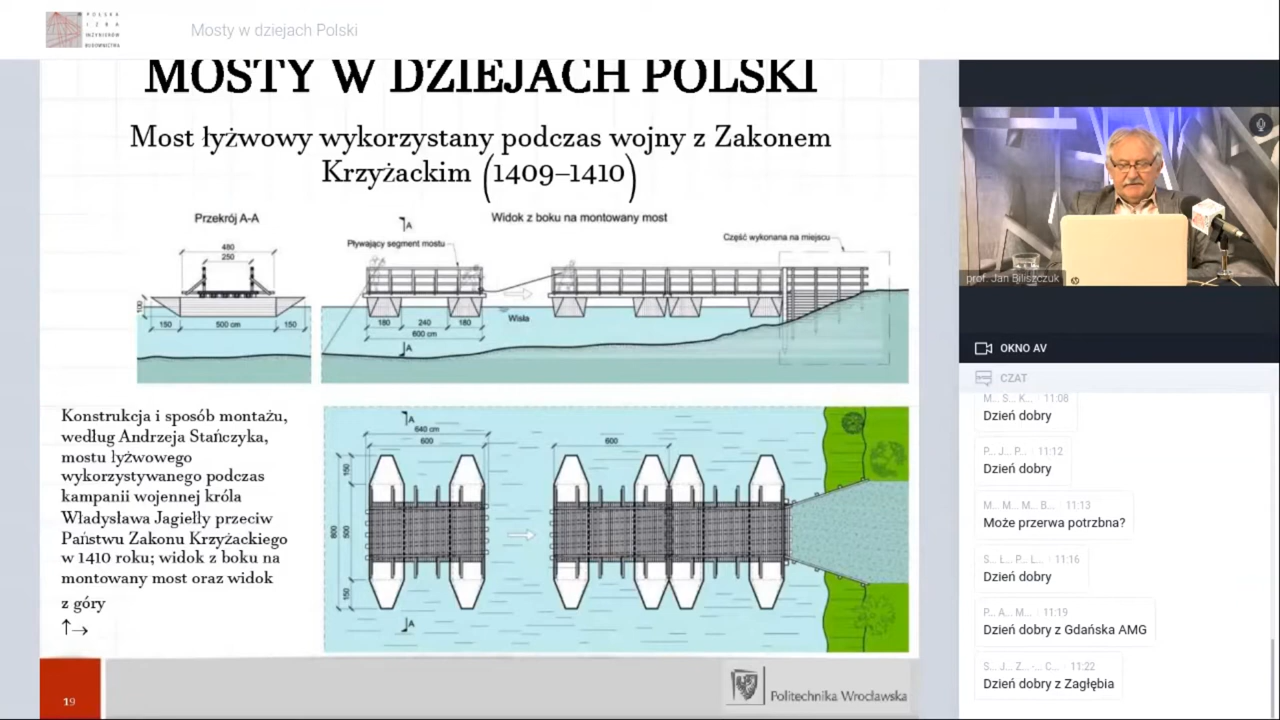 POLSKA
IZBA
INŻYNIERÓW
BUDOWNICTWA
Mosty w dziejach Polski
MOSTY W DZIEJACH POLSKI
Most łyżwowy wykorzystany podczas wojny z Zakonem
Krzyżackim (1409–1410)
Przekrój A-A
Widok z boku na montowany most
A
Pływający segment mostu
Część wykonana na miejscu
480
250
100
150
500 cm
150
180
240
180
600 cm
Wisła
A
Konstrukcja i sposób montażu,
według Andrzeja Stańczyka,
mostu łyżwowego
wykorzystywanego podczas
kampanii wojennej króla
Władysława Jagiełły przeciw
Państwu Zakonu Krzyżackiego
w 1410 roku; widok z boku na
montowany most oraz widok
z góry
↑→
A
640 cm
600
600
150
800
500
150
A
19
Politechnika Wrocławska
prof. Jan Biliszczuk
OKNO AV
CZAT
M... S... K... 11:08
Dzień dobry
P... J... P... 11:12
Dzień dobry
M... M... M... B... 11:13
Może przerwa potrzbna?
S... Ł... P... Ł... 11:16
Dzień dobry
P... A... M... 11:19
Dzień dobry z Gdańska AMG
S... J... Z... -... C... 11:22
Dzień dobry z Zagłębia